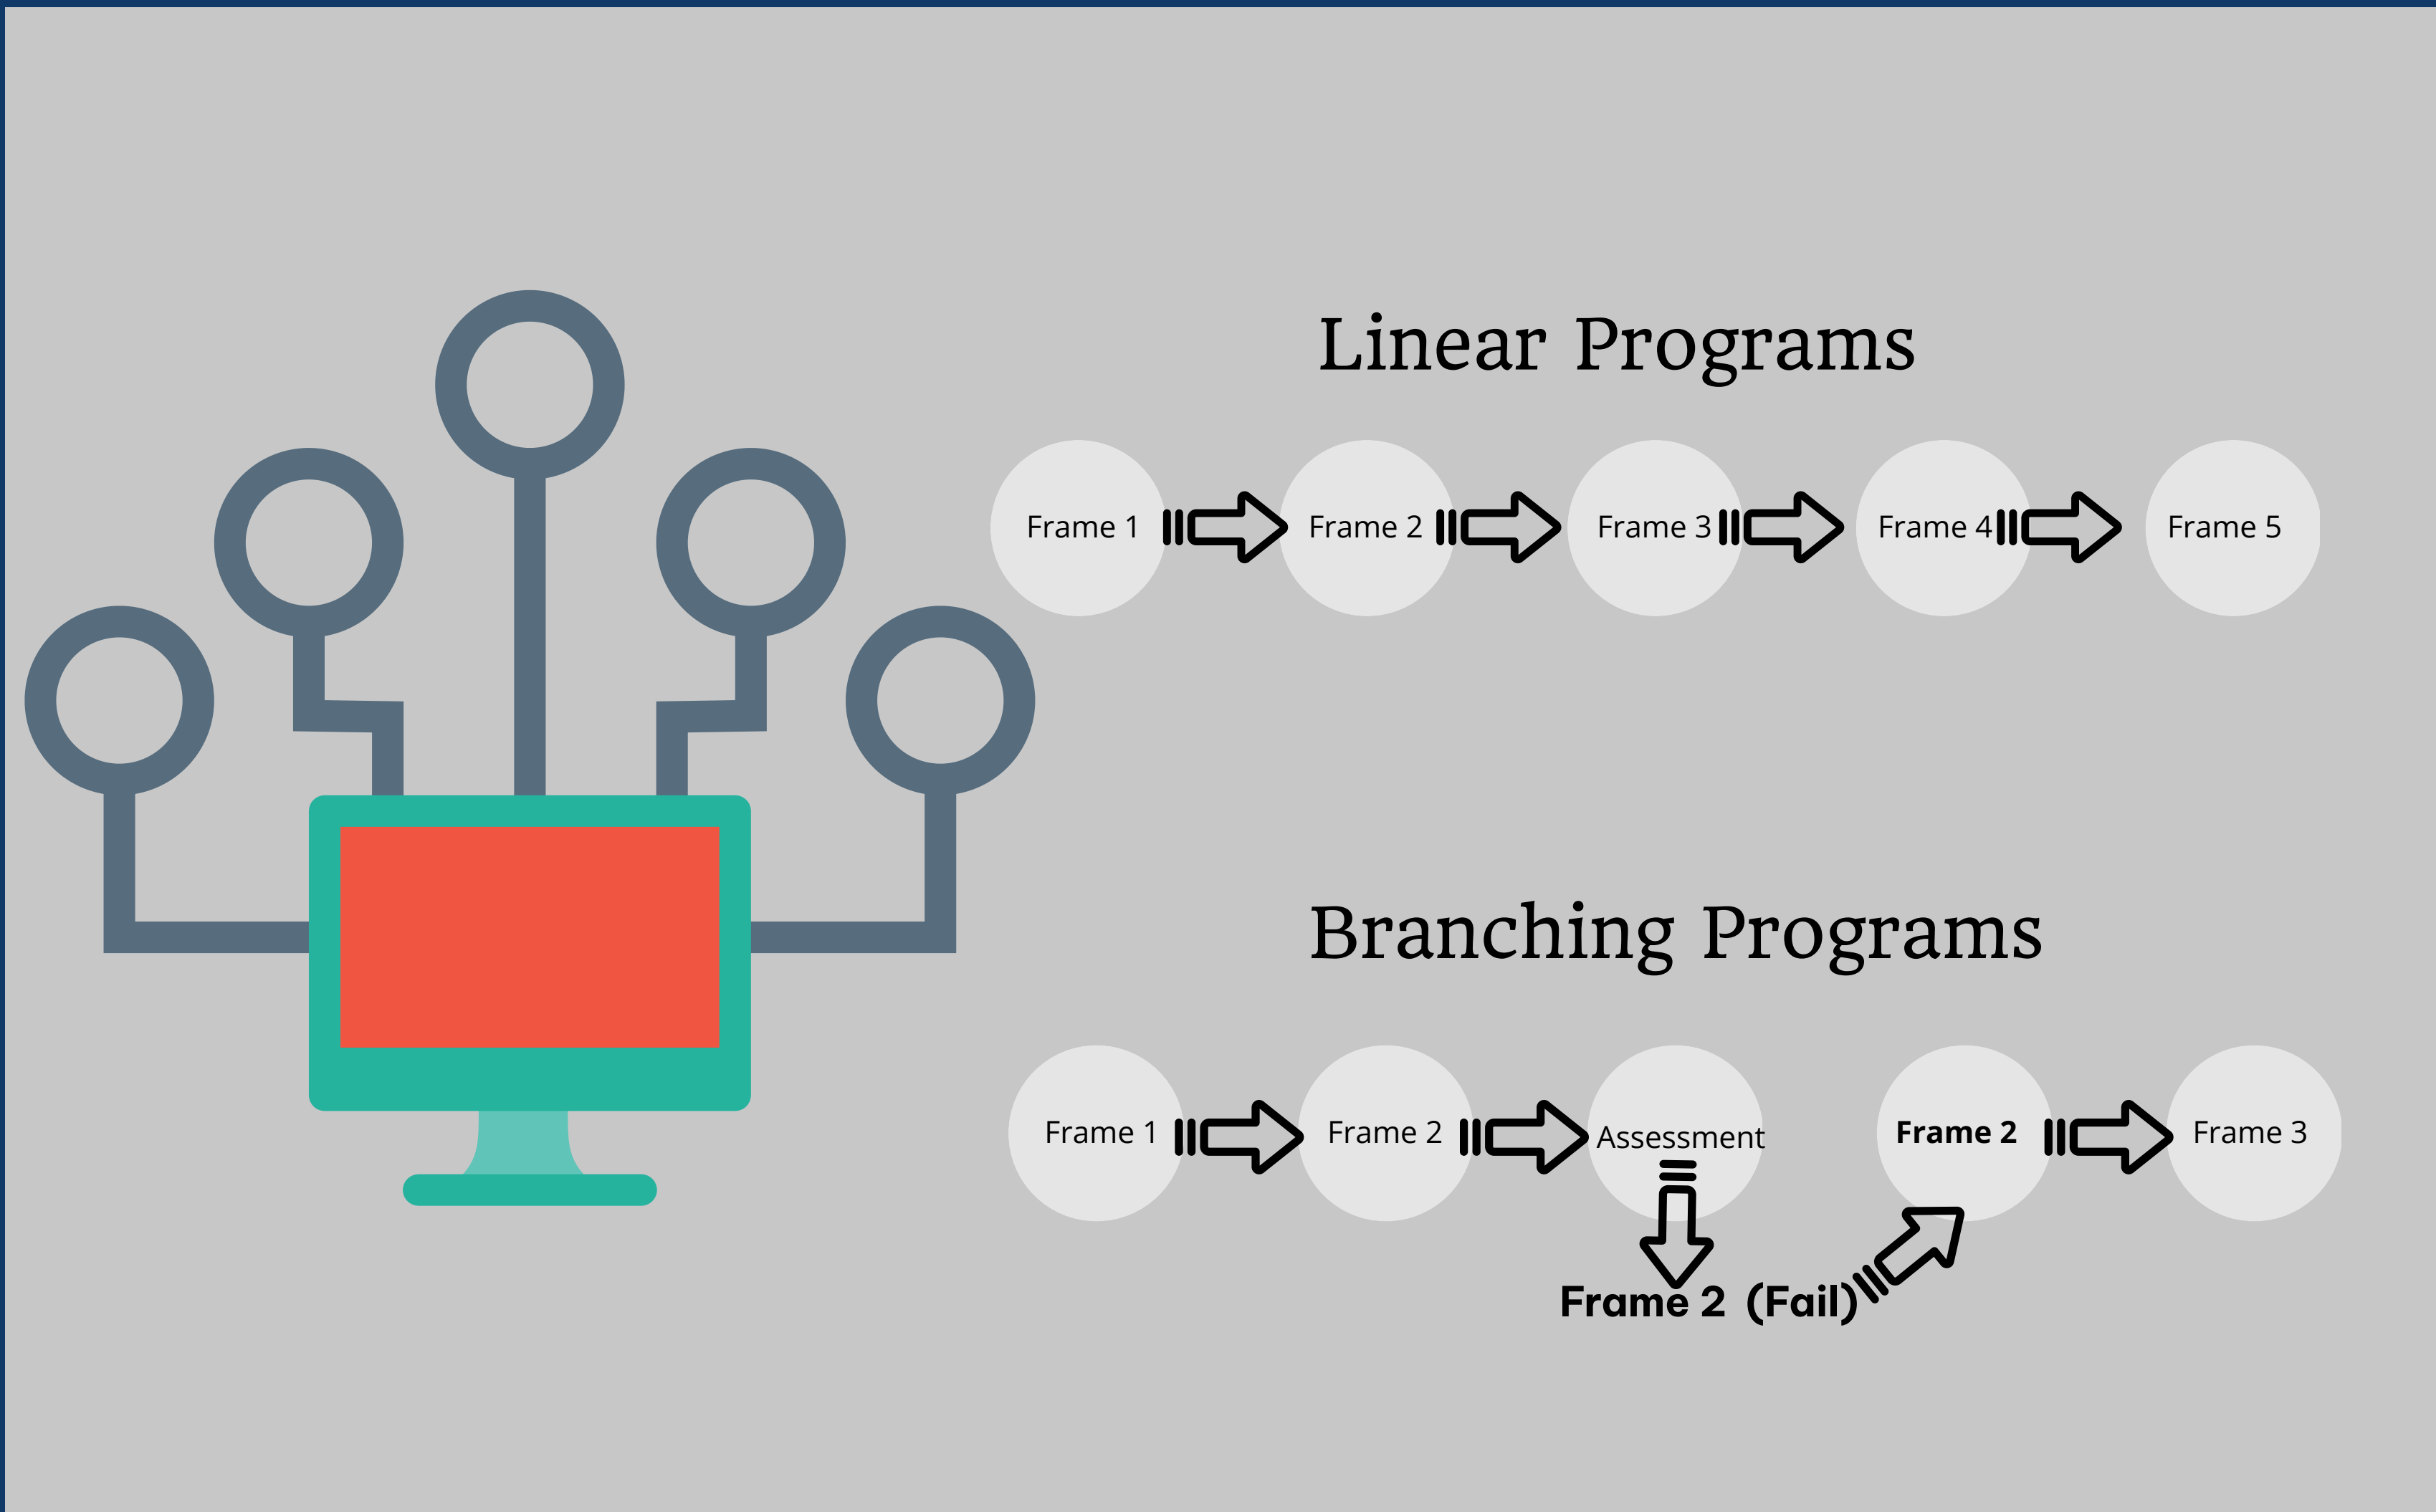 Linear Programs
Frame 1 Frame 2 Frame 3 Frame 4 Frame 5
Branching Programs
Frame 1 Frame 2 Assessment Frame 2 Frame 3
Frame 2 (Fail)